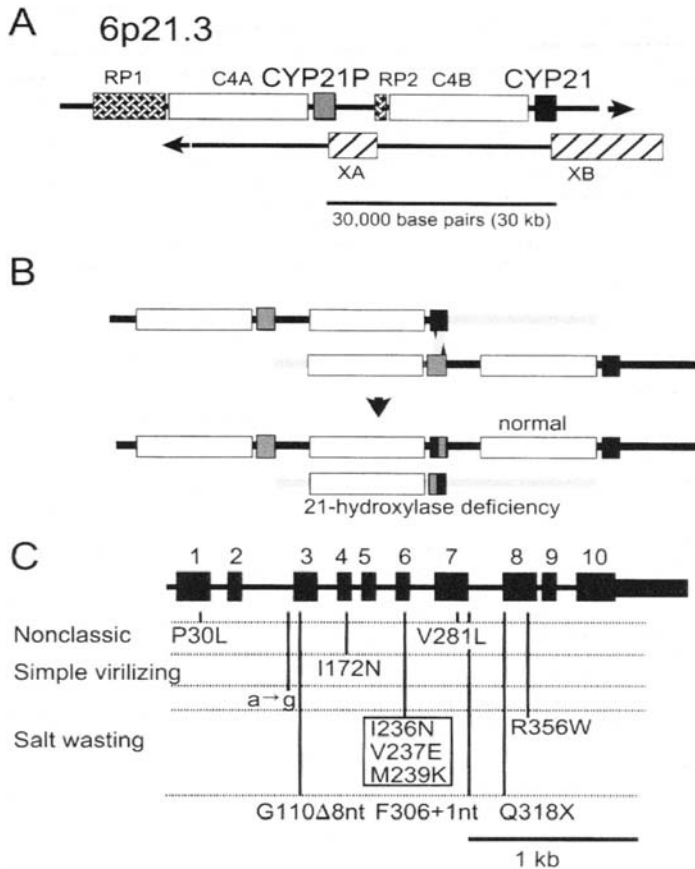 A
6p21.3
RP1 C4A CYP21P RP2 C4B CYP21
XA XB
30,000 base pairs (30 kb)
B
normal
21-hydroxylase deficiency
C
1 2 3 4 5 6 7 8 9 10
Nonclassic P30L V281L
Simple virilizing I172N
a→g
Salt wasting I236N R356W
V237E
M239K
G110Δ8nt F306+1nt Q318X
1 kb